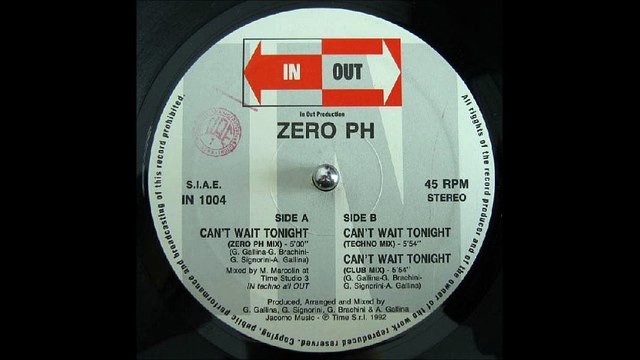 IN OUT
In Out Production
ZERO PH
S.I.A.E.
IN 1004
45 RPM
STEREO
SIDE A
CAN'T WAIT TONIGHT
(ZERO PH MIX) - 5'00"
(G. Gallina-G. Brachini-
G. Signorini-A. Gallina)
Mixed by M. Marcolin at
Time Studio 3
IN techno all OUT
SIDE B
CAN'T WAIT TONIGHT
(TECHNO MIX) - 5'54"
CAN'T WAIT TONIGHT
(CLUB MIX) - 5'54"
(G. Gallina-G. Brachini-
G. Signorini-A. Gallina)
Produced, Arranged and Mixed by
G. Gallina, G. Signorini, G. Brachini & A. Gallina
Jacomo Music - ℗ Time S.r.l. 1992
All rigghts of the record producer and of the owner of the work reserved. Copying, public performance and broadcasting of this record prohibited.